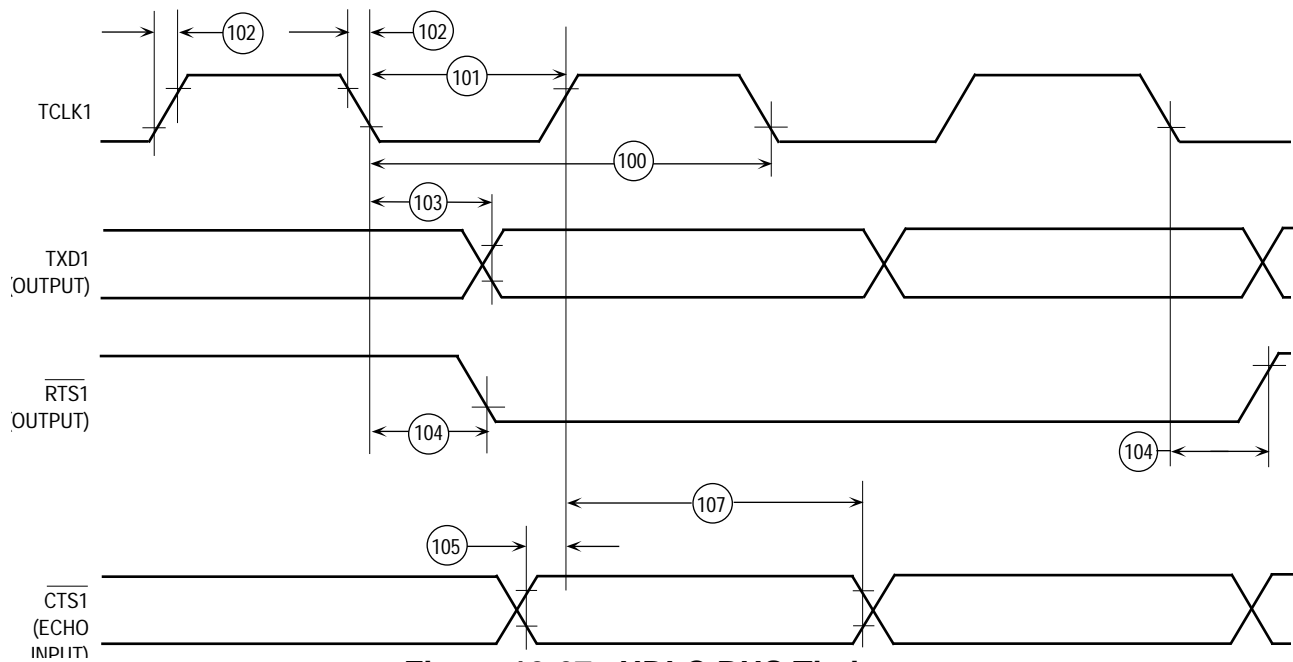 102
102
101
TCLK1
100
103
TXD1
(OUTPUT)
RTS1
(OUTPUT)
104
104
107
105
CTS1
(ECHO
INPUT)